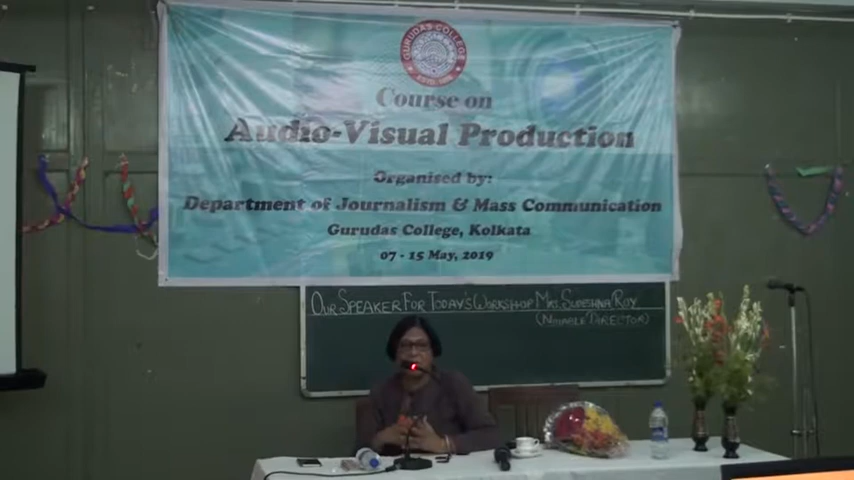 GURUDAS COLLEGE
Course on
Audio-Visual Production
Organised by:
Department of Journalism & Mass Communication
Gurudas College, Kolkata
07 - 15 May, 2019
OUR SPEAKER FOR TODAY'S WORKSHOP MRS. SUDESHNA ROY
(NOTABLE DIRECTOR)